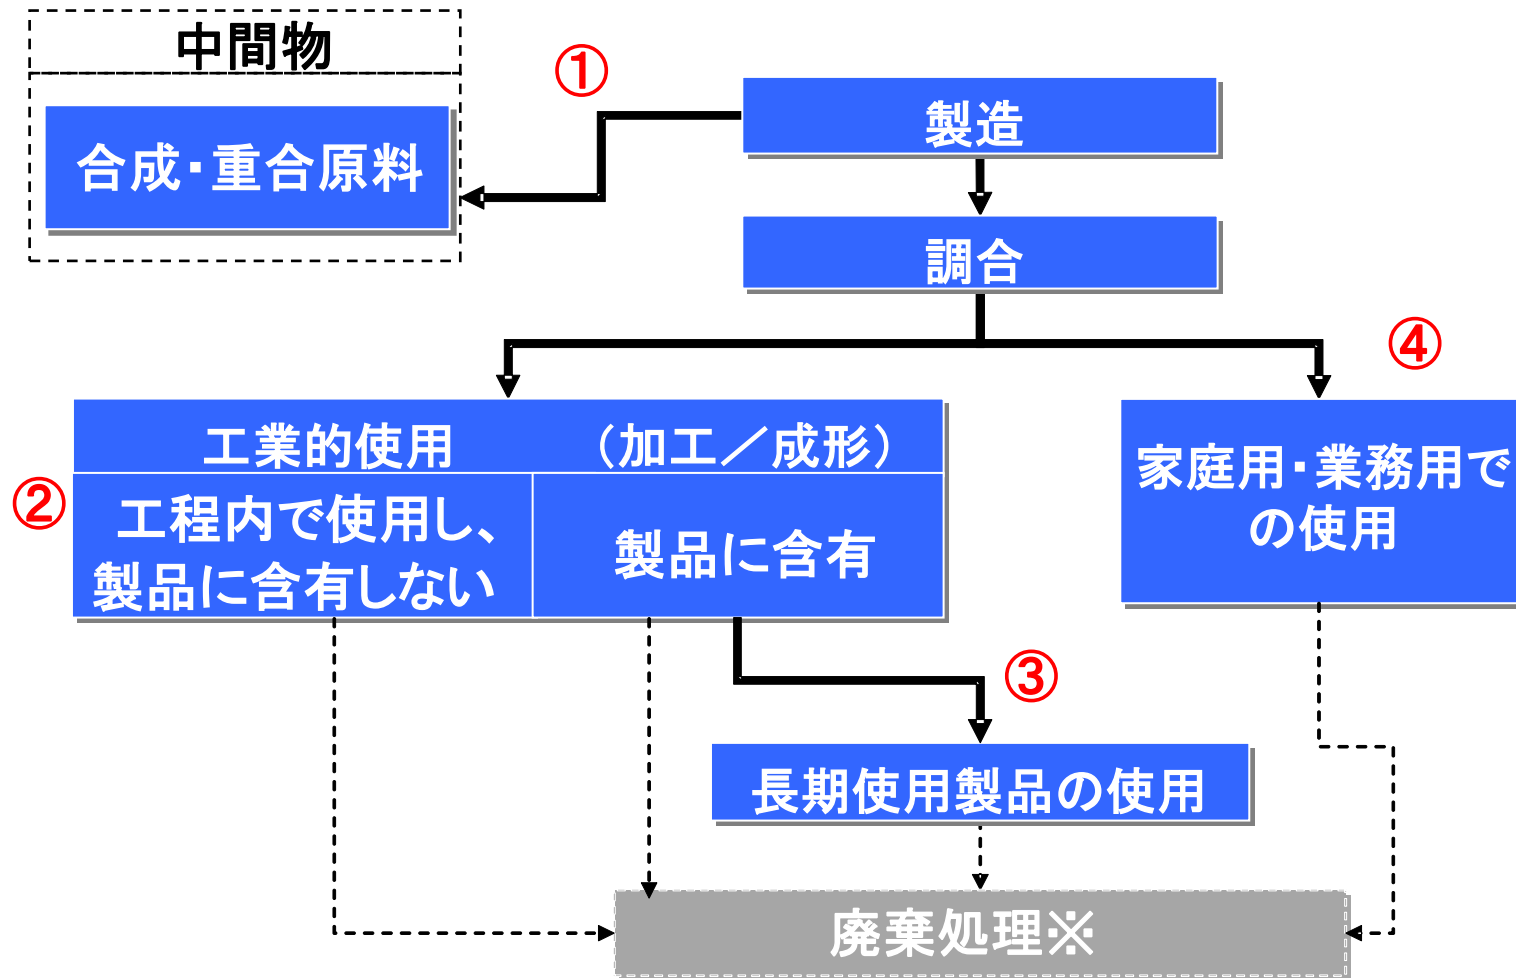 中間物
①
製造
合成・重合原料
調合
④
工業的使用　　（加工／成形）
家庭用・業務用で
の使用
②
工程内で使用し、
製品に含有しない
製品に含有
③
長期使用製品の使用
廃棄処理※